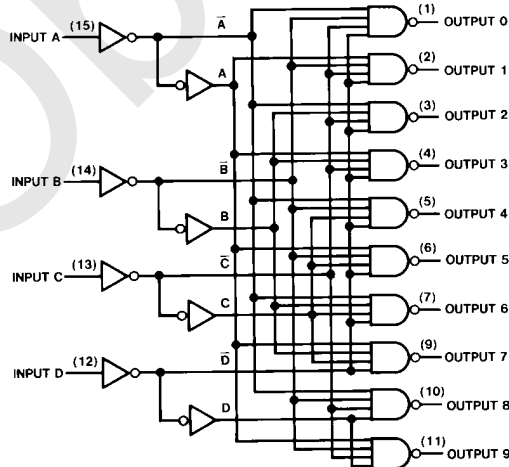 INPUT A (15) A̅ (1) OUTPUT 0
A (2) OUTPUT 1
(3) OUTPUT 2
INPUT B (14) B̅ (4) OUTPUT 3
B (5) OUTPUT 4
INPUT C (13) C̅ (6) OUTPUT 5
C (7) OUTPUT 6
INPUT D (12) D̅ (9) OUTPUT 7
D (10) OUTPUT 8
(11) OUTPUT 9